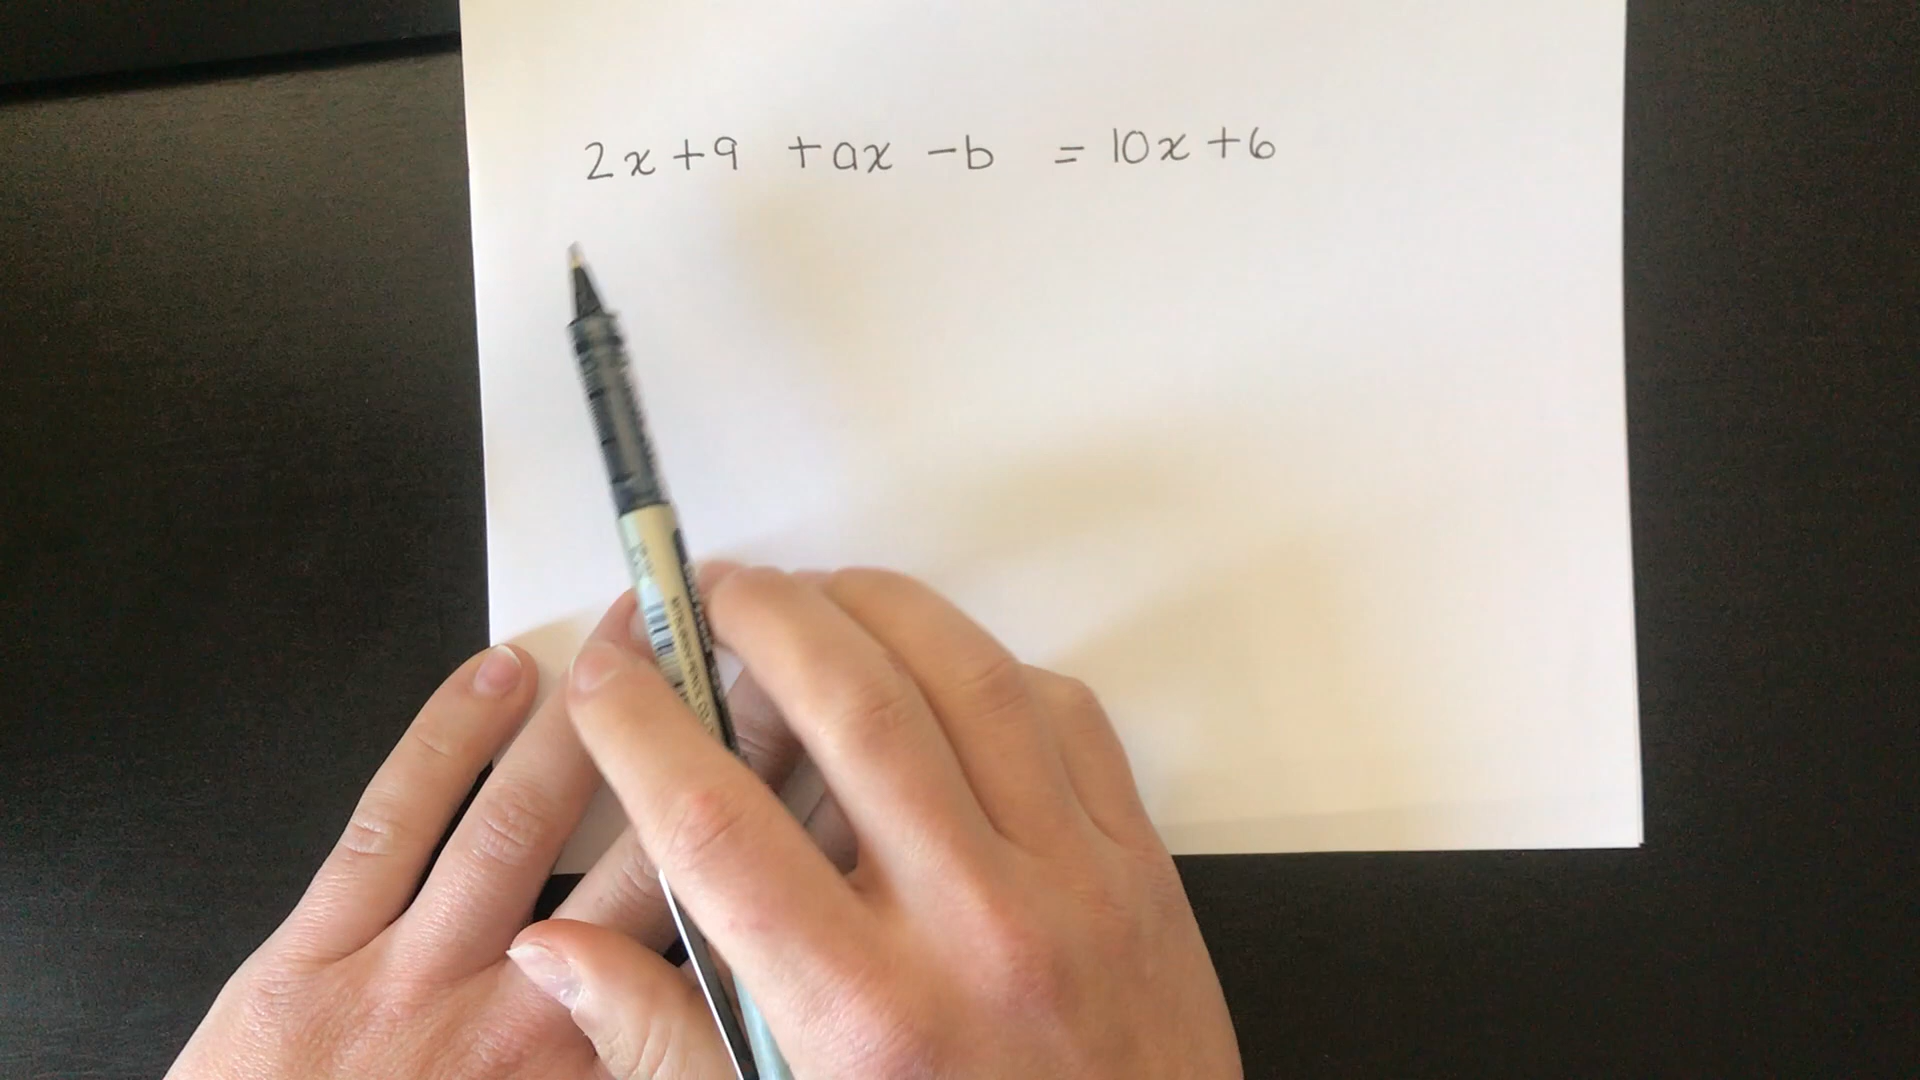 2x+9 +ax -b = 10x+6